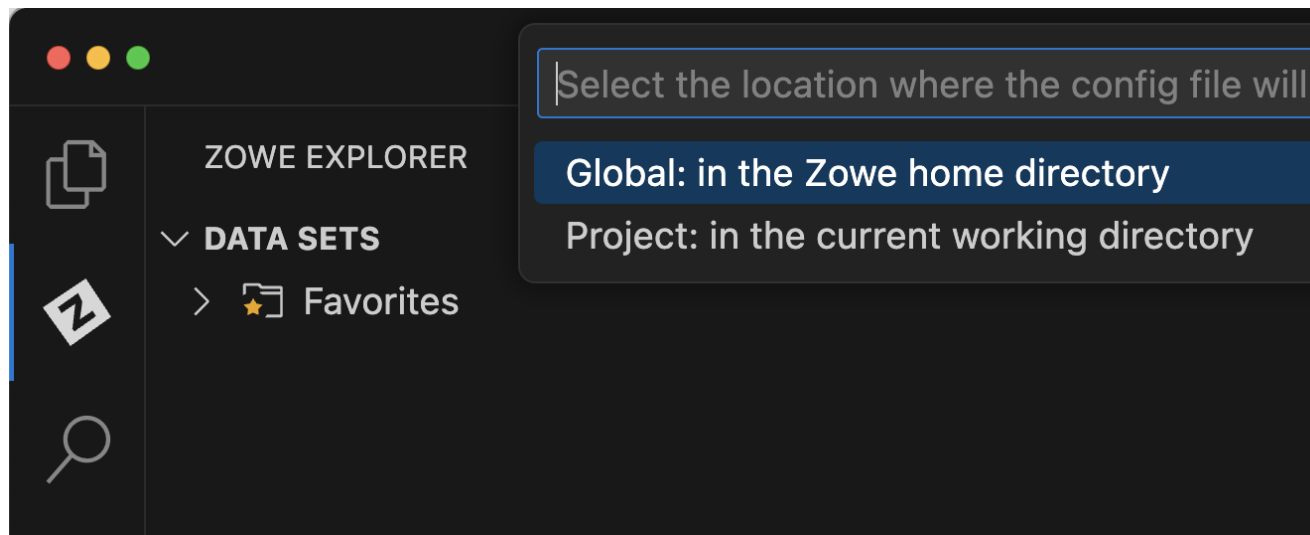 Select the location where the config file will
ZOWE EXPLORER
Global: in the Zowe home directory
DATA SETS
Project: in the current working directory
Favorites
Z